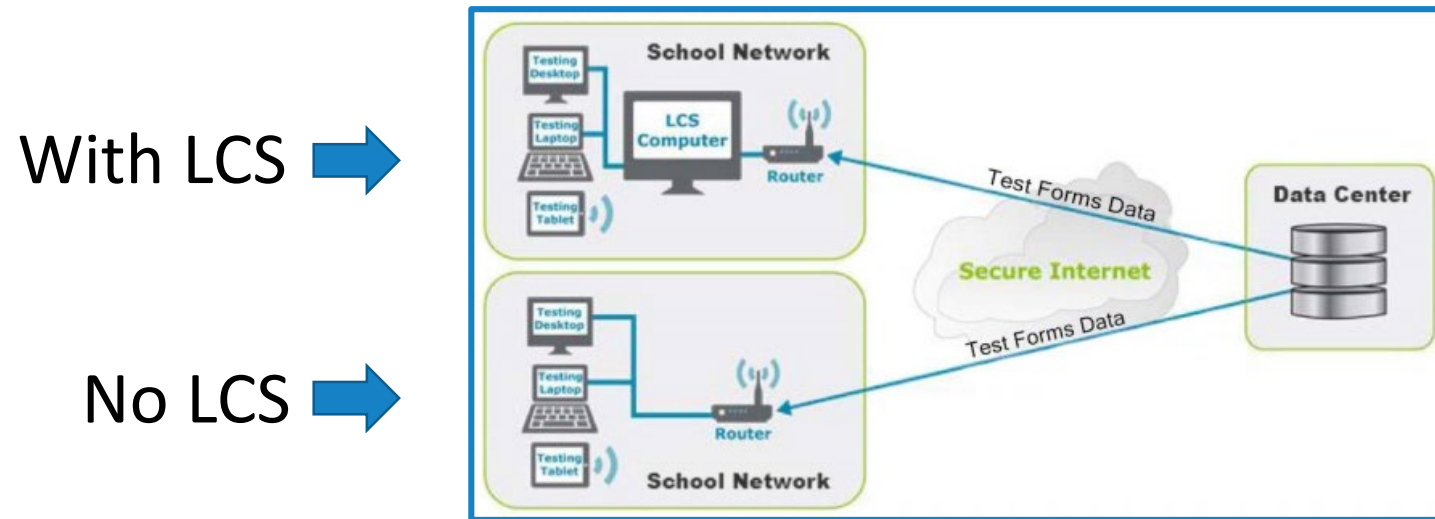 With LCS
School Network
Testing
Desktop
Testing
Laptop
Testing
Tablet
LCS
Computer
Router
Test Forms Data
Secure Internet
Data Center
No LCS
Testing
Desktop
Testing
Laptop
Testing
Tablet
Router
School Network
Test Forms Data